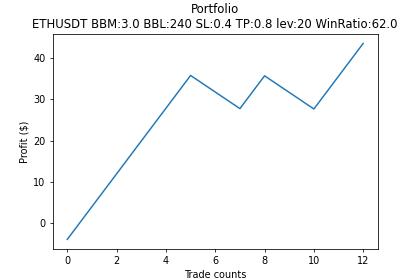 Portfolio
ETHUSDT BBM:3.0 BBL:240 SL:0.4 TP:0.8 lev:20 WinRatio:62.0
40
30
20
10
0
Profit ($)
0 2 4 6 8 10 12
Trade counts